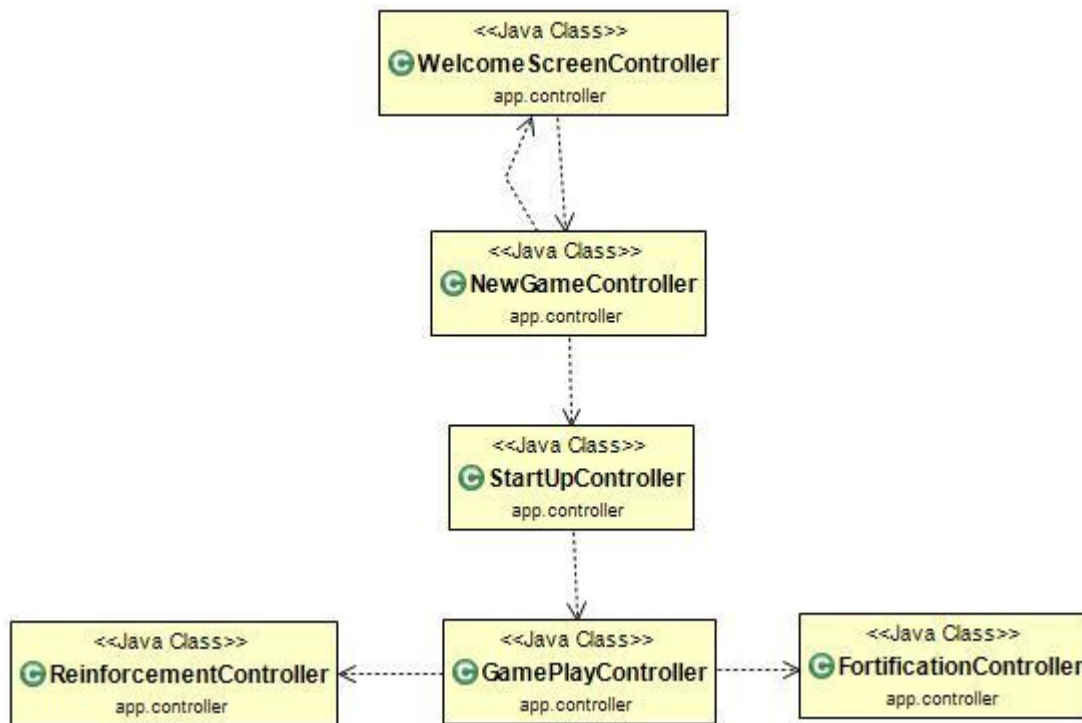 <<Java Class>>
WelcomeScreenController
app.controller
<<Java Class>>
NewGameController
app.controller
<<Java Class>>
StartUpController
app.controller
<<Java Class>>
ReinforcementController
app.controller
<<Java Class>>
GamePlayController
app.controller
<<Java Class>>
FortificationController
app.controller